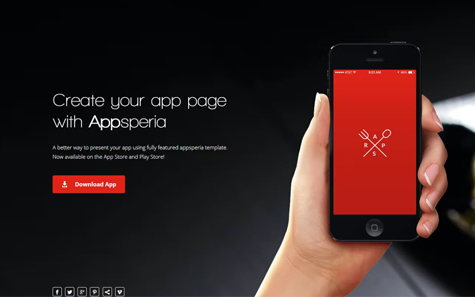 Create your app page
with Appsperia
A better way to present your app using fully featured appsperia template.
Now available on the App Store and Play Store!
Download App
AT&T
9:05 AM
A
R P
S